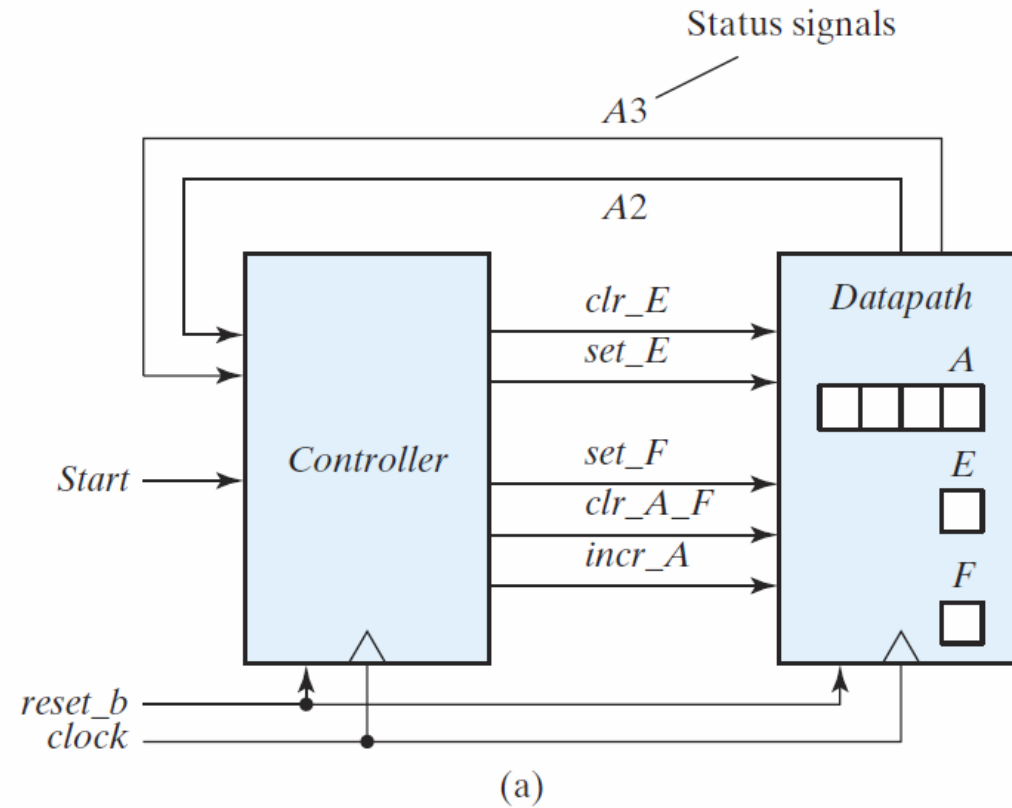 Status signals
A3
A2
clr_E
Datapath
set_E
A
Controller
set_F
E
Start
clr_A_F
incr_A
F
reset_b
clock
(a)